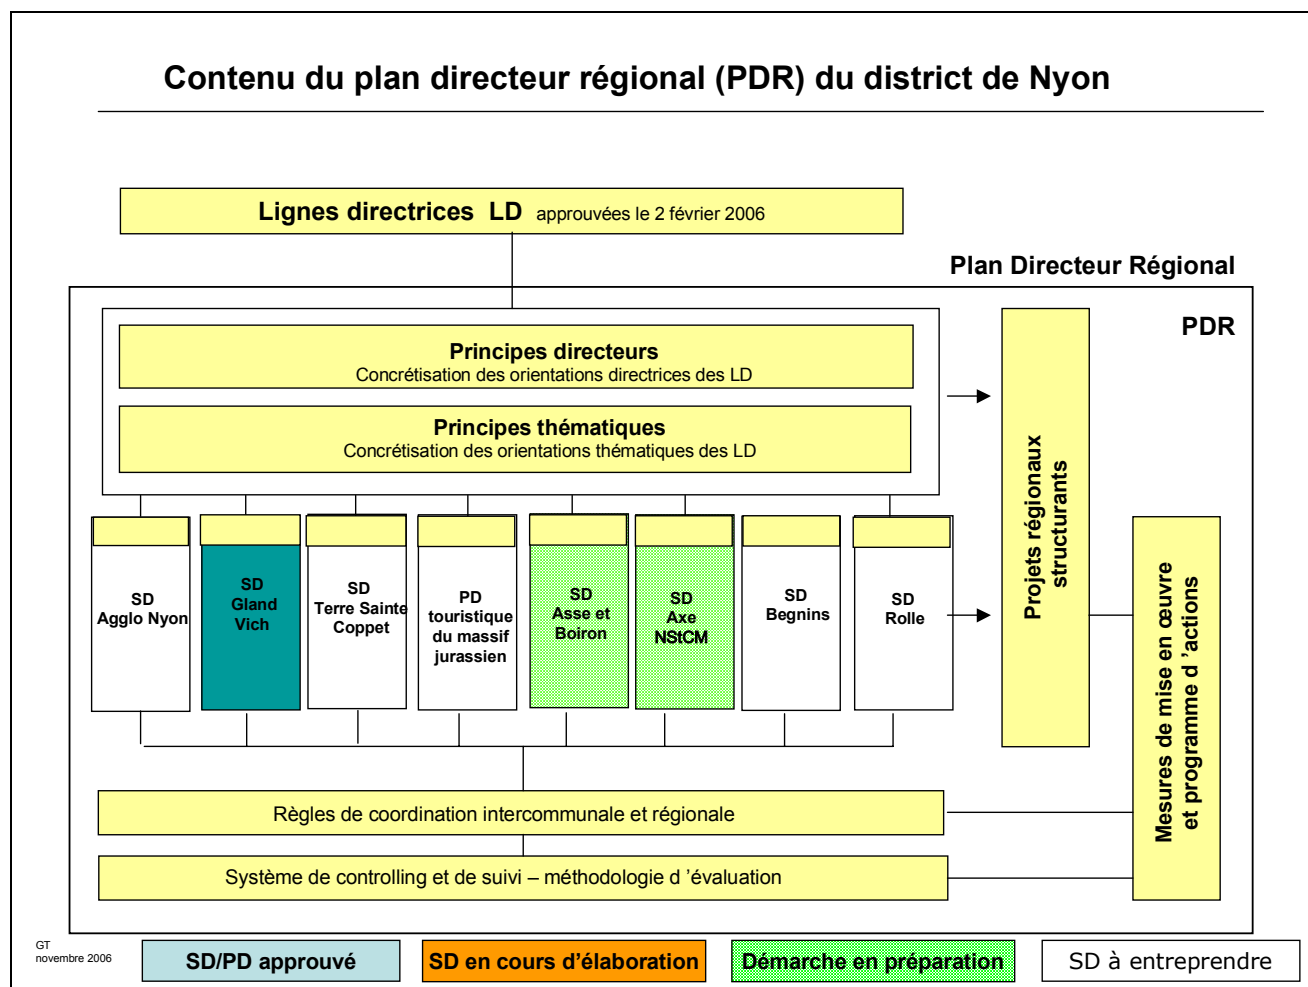 Contenu du plan directeur régional (PDR) du district de Nyon
Lignes directrices LD approuvées le 2 février 2006
Plan Directeur Régional
PDR
Principes directeurs
Concrétisation des orientations directrices des LD
Principes thématiques
Concrétisation des orientations thématiques des LD
Projets régionaux
structurants
SD
Agglo Nyon
SD
Gland
Vich
SD
Terre Sainte
Coppet
PD
touristique
du massif
jurassien
SD
Asse et
Boiron
SD
Axe
NStCM
SD
Begnins
SD
Rolle
Mesures de mise en œuvre
et programme d ’actions
Règles de coordination intercommunale et régionale
Système de controlling et de suivi – méthodologie d ’évaluation
GT
novembre 2006
SD/PD approuvé
SD en cours d’élaboration
Démarche en préparation
SD à entreprendre